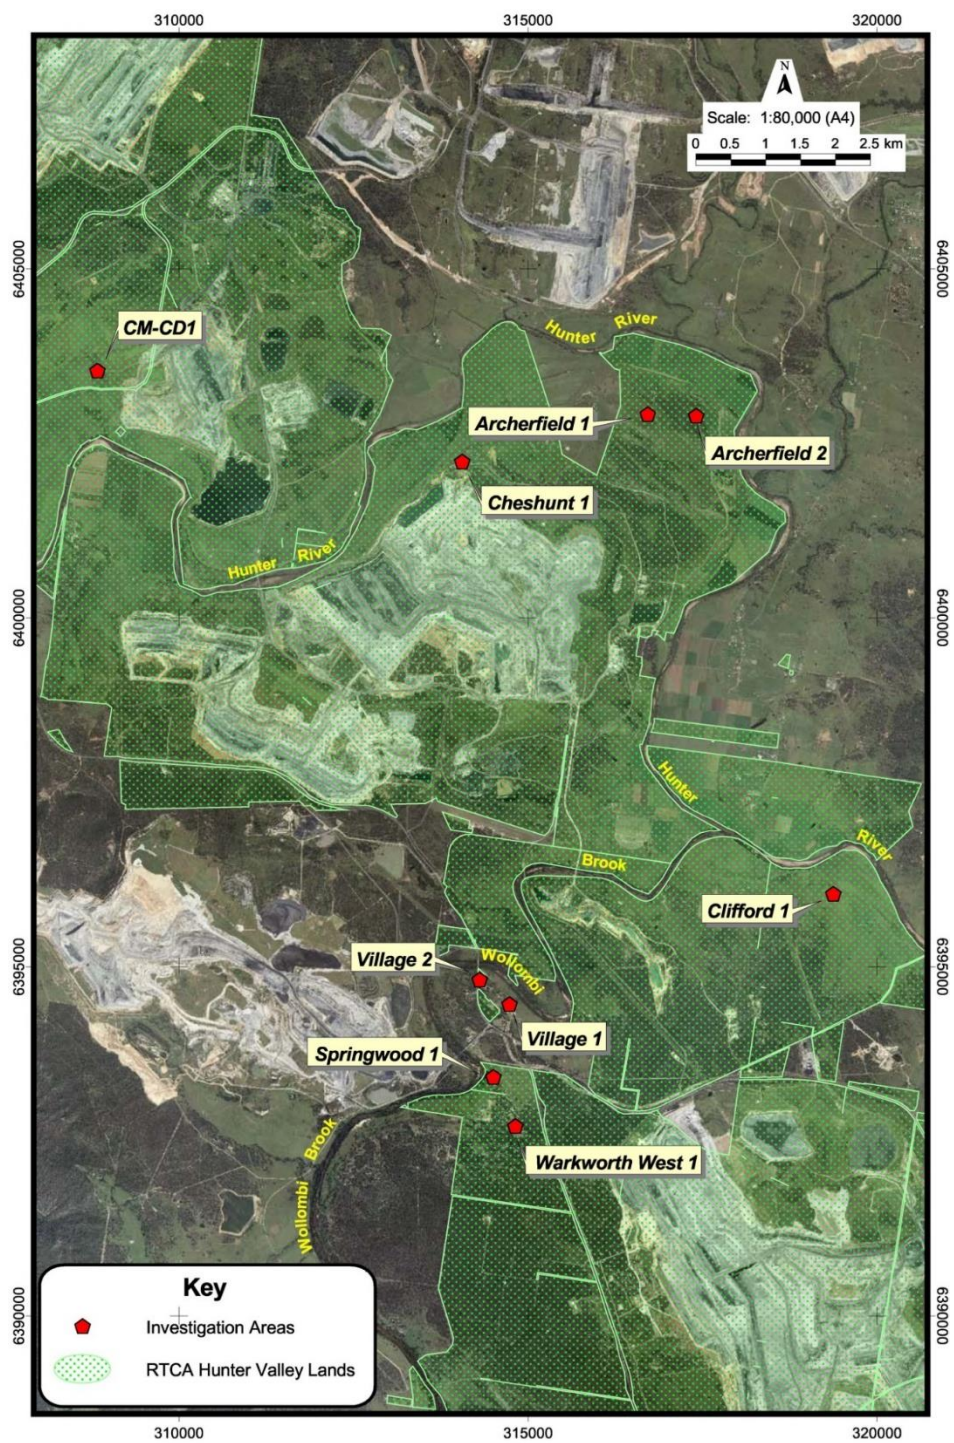 310000
315000
320000
N
Scale: 1:80,000 (A4)
0 0.5 1 1.5 2 2.5 km
6405000
6405000
CM-CD1
Hunter River
Archerfield 1
Archerfield 2
Cheshunt 1
Hunter River
6400000
6400000
Hunter River
Brook
Clifford 1
Wollombi
Village 2
6395000
6395000
Village 1
Springwood 1
Wollombi Brook
Warkworth West 1
Key
Investigation Areas
RTCA Hunter Valley Lands
6390000
6390000
310000
315000
320000